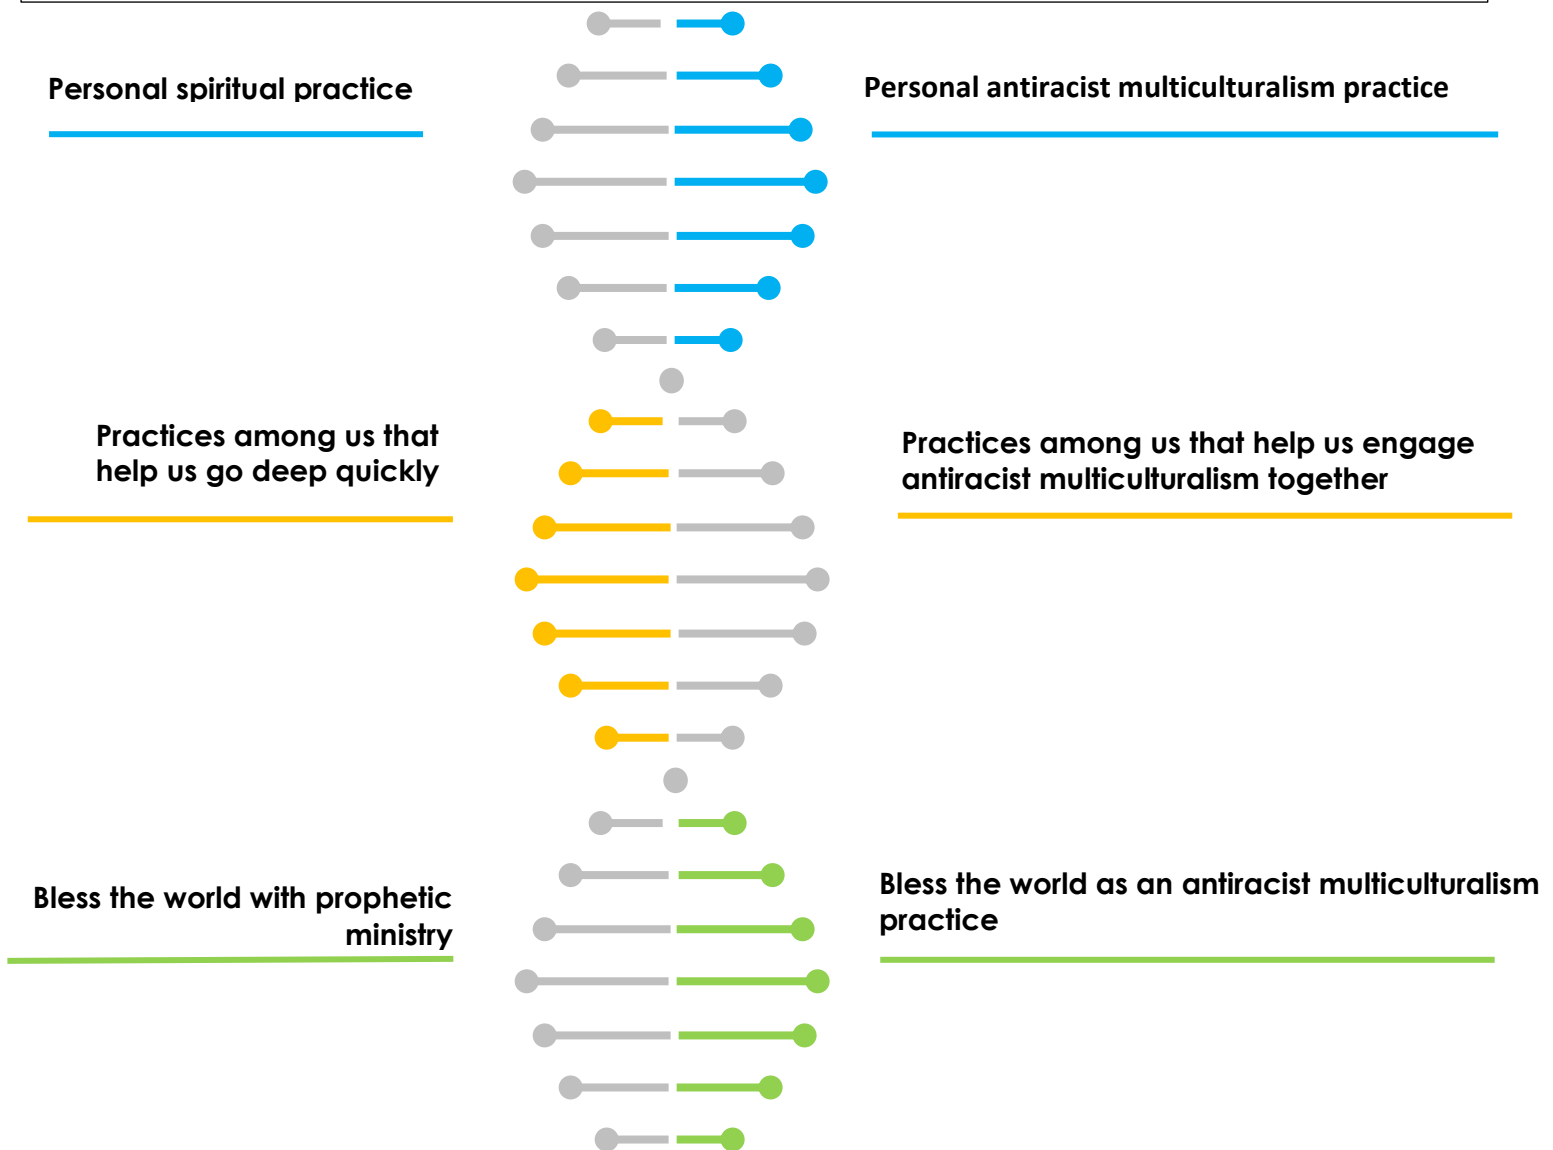 Personal spiritual practice
Personal antiracist multiculturalism practice
Practices among us that
help us go deep quickly
Practices among us that help us engage
antiracist multiculturalism together
Bless the world with prophetic
ministry
Bless the world as an antiracist multiculturalism
practice